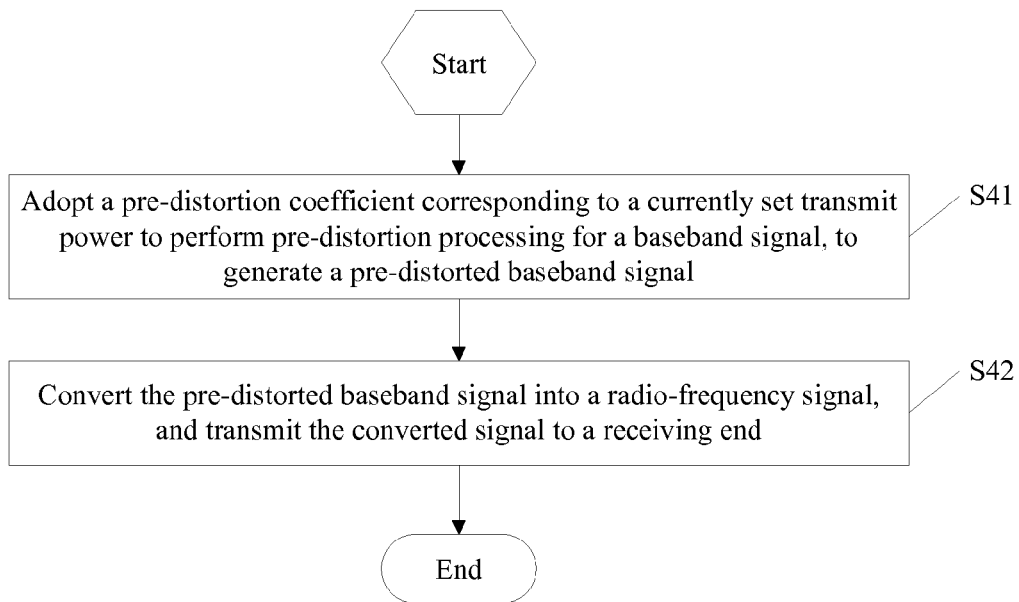 Start
Adopt a pre-distortion coefficient corresponding to a currently set transmit
power to perform pre-distortion processing for a baseband signal, to
generate a pre-distorted baseband signal
S41
Convert the pre-distorted baseband signal into a radio-frequency signal,
and transmit the converted signal to a receiving end
S42
End